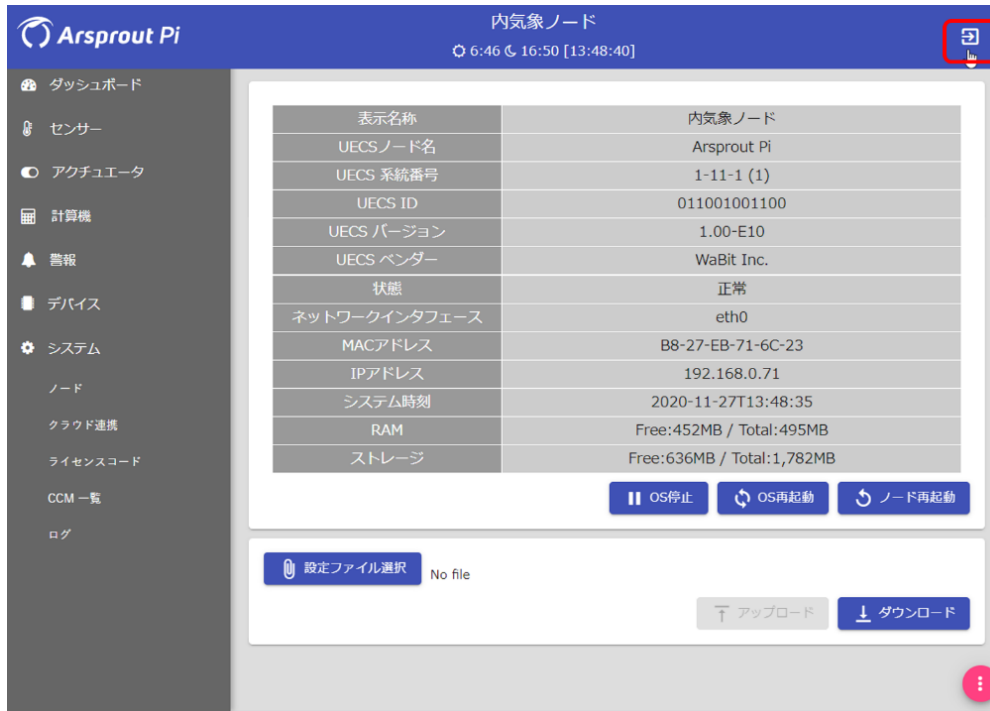 Arsprout Pi
内気象ノード
6:46 16:50 [13:48:40]
ダッシュボード
センサー
アクチュエータ
計算機
警報
デバイス
システム
ノード
クラウド連携
ライセンスコード
CCM 一覧
ログ
表示名称 内気象ノード
UECSノード名 Arsprout Pi
UECS 系統番号 1-11-1 (1)
UECS ID 011001001100
UECS バージョン 1.00-E10
UECS ベンダー WaBit Inc.
状態 正常
ネットワークインタフェース eth0
MACアドレス B8-27-EB-71-6C-23
IPアドレス 192.168.0.71
システム時刻 2020-11-27T13:48:35
RAM Free:452MB / Total:495MB
ストレージ Free:636MB / Total:1,782MB
OS停止 OS再起動 ノード再起動
設定ファイル選択 No file
アップロード ダウンロード